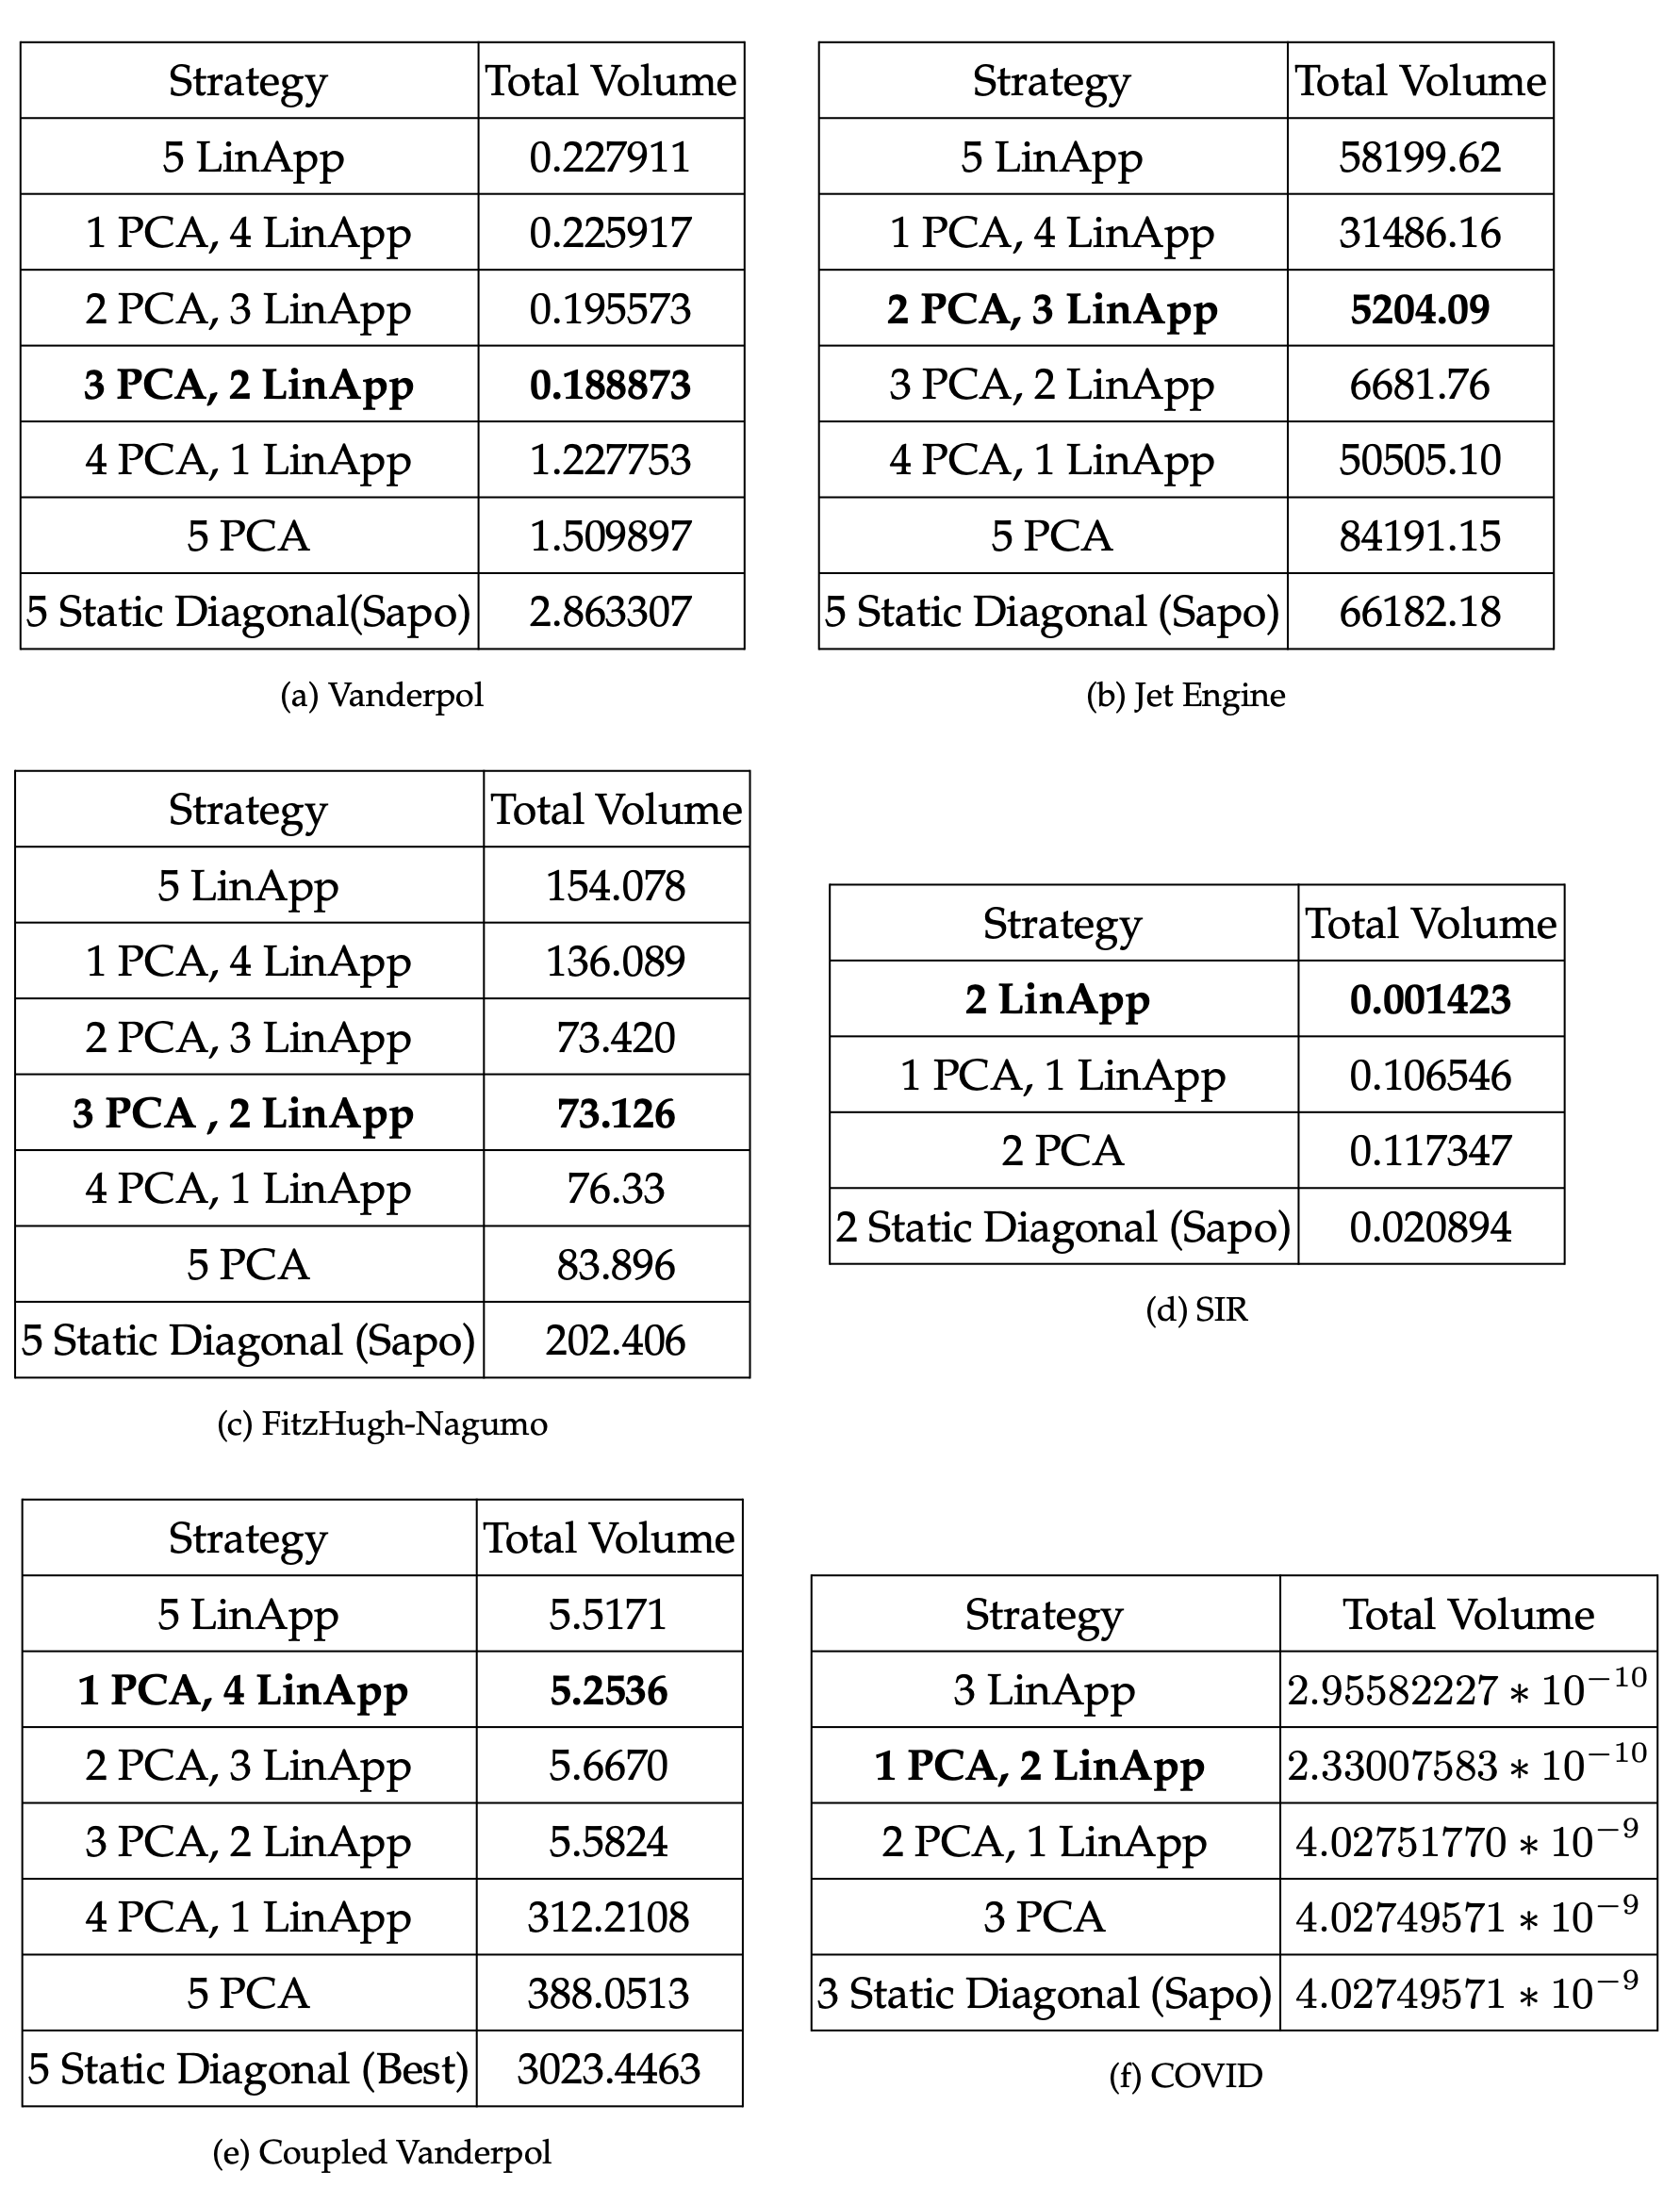 Strategy Total Volume
5 LinApp 0.227911
1 PCA, 4 LinApp 0.225917
2 PCA, 3 LinApp 0.195573
3 PCA, 2 LinApp 0.188873
4 PCA, 1 LinApp 1.227753
5 PCA 1.509897
5 Static Diagonal(Sapo) 2.863307
(a) Vanderpol
Strategy Total Volume
5 LinApp 58199.62
1 PCA, 4 LinApp 31486.16
2 PCA, 3 LinApp 5204.09
3 PCA, 2 LinApp 6681.76
4 PCA, 1 LinApp 50505.10
5 PCA 84191.15
5 Static Diagonal (Sapo) 66182.18
(b) Jet Engine
Strategy Total Volume
5 LinApp 154.078
1 PCA, 4 LinApp 136.089
2 PCA, 3 LinApp 73.420
3 PCA , 2 LinApp 73.126
4 PCA, 1 LinApp 76.33
5 PCA 83.896
5 Static Diagonal (Sapo) 202.406
(c) FitzHugh-Nagumo
Strategy Total Volume
2 LinApp 0.001423
1 PCA, 1 LinApp 0.106546
2 PCA 0.117347
2 Static Diagonal (Sapo) 0.020894
(d) SIR
Strategy Total Volume
5 LinApp 5.5171
1 PCA, 4 LinApp 5.2536
2 PCA, 3 LinApp 5.6670
3 PCA, 2 LinApp 5.5824
4 PCA, 1 LinApp 312.2108
5 PCA 388.0513
5 Static Diagonal (Best) 3023.4463
(e) Coupled Vanderpol
Strategy Total Volume
3 LinApp 2.95582227 ∗ 10⁻¹⁰
1 PCA, 2 LinApp 2.33007583 ∗ 10⁻¹⁰
2 PCA, 1 LinApp 4.02751770 ∗ 10⁻⁹
3 PCA 4.02749571 ∗ 10⁻⁹
3 Static Diagonal (Sapo) 4.02749571 ∗ 10⁻⁹
(f) COVID